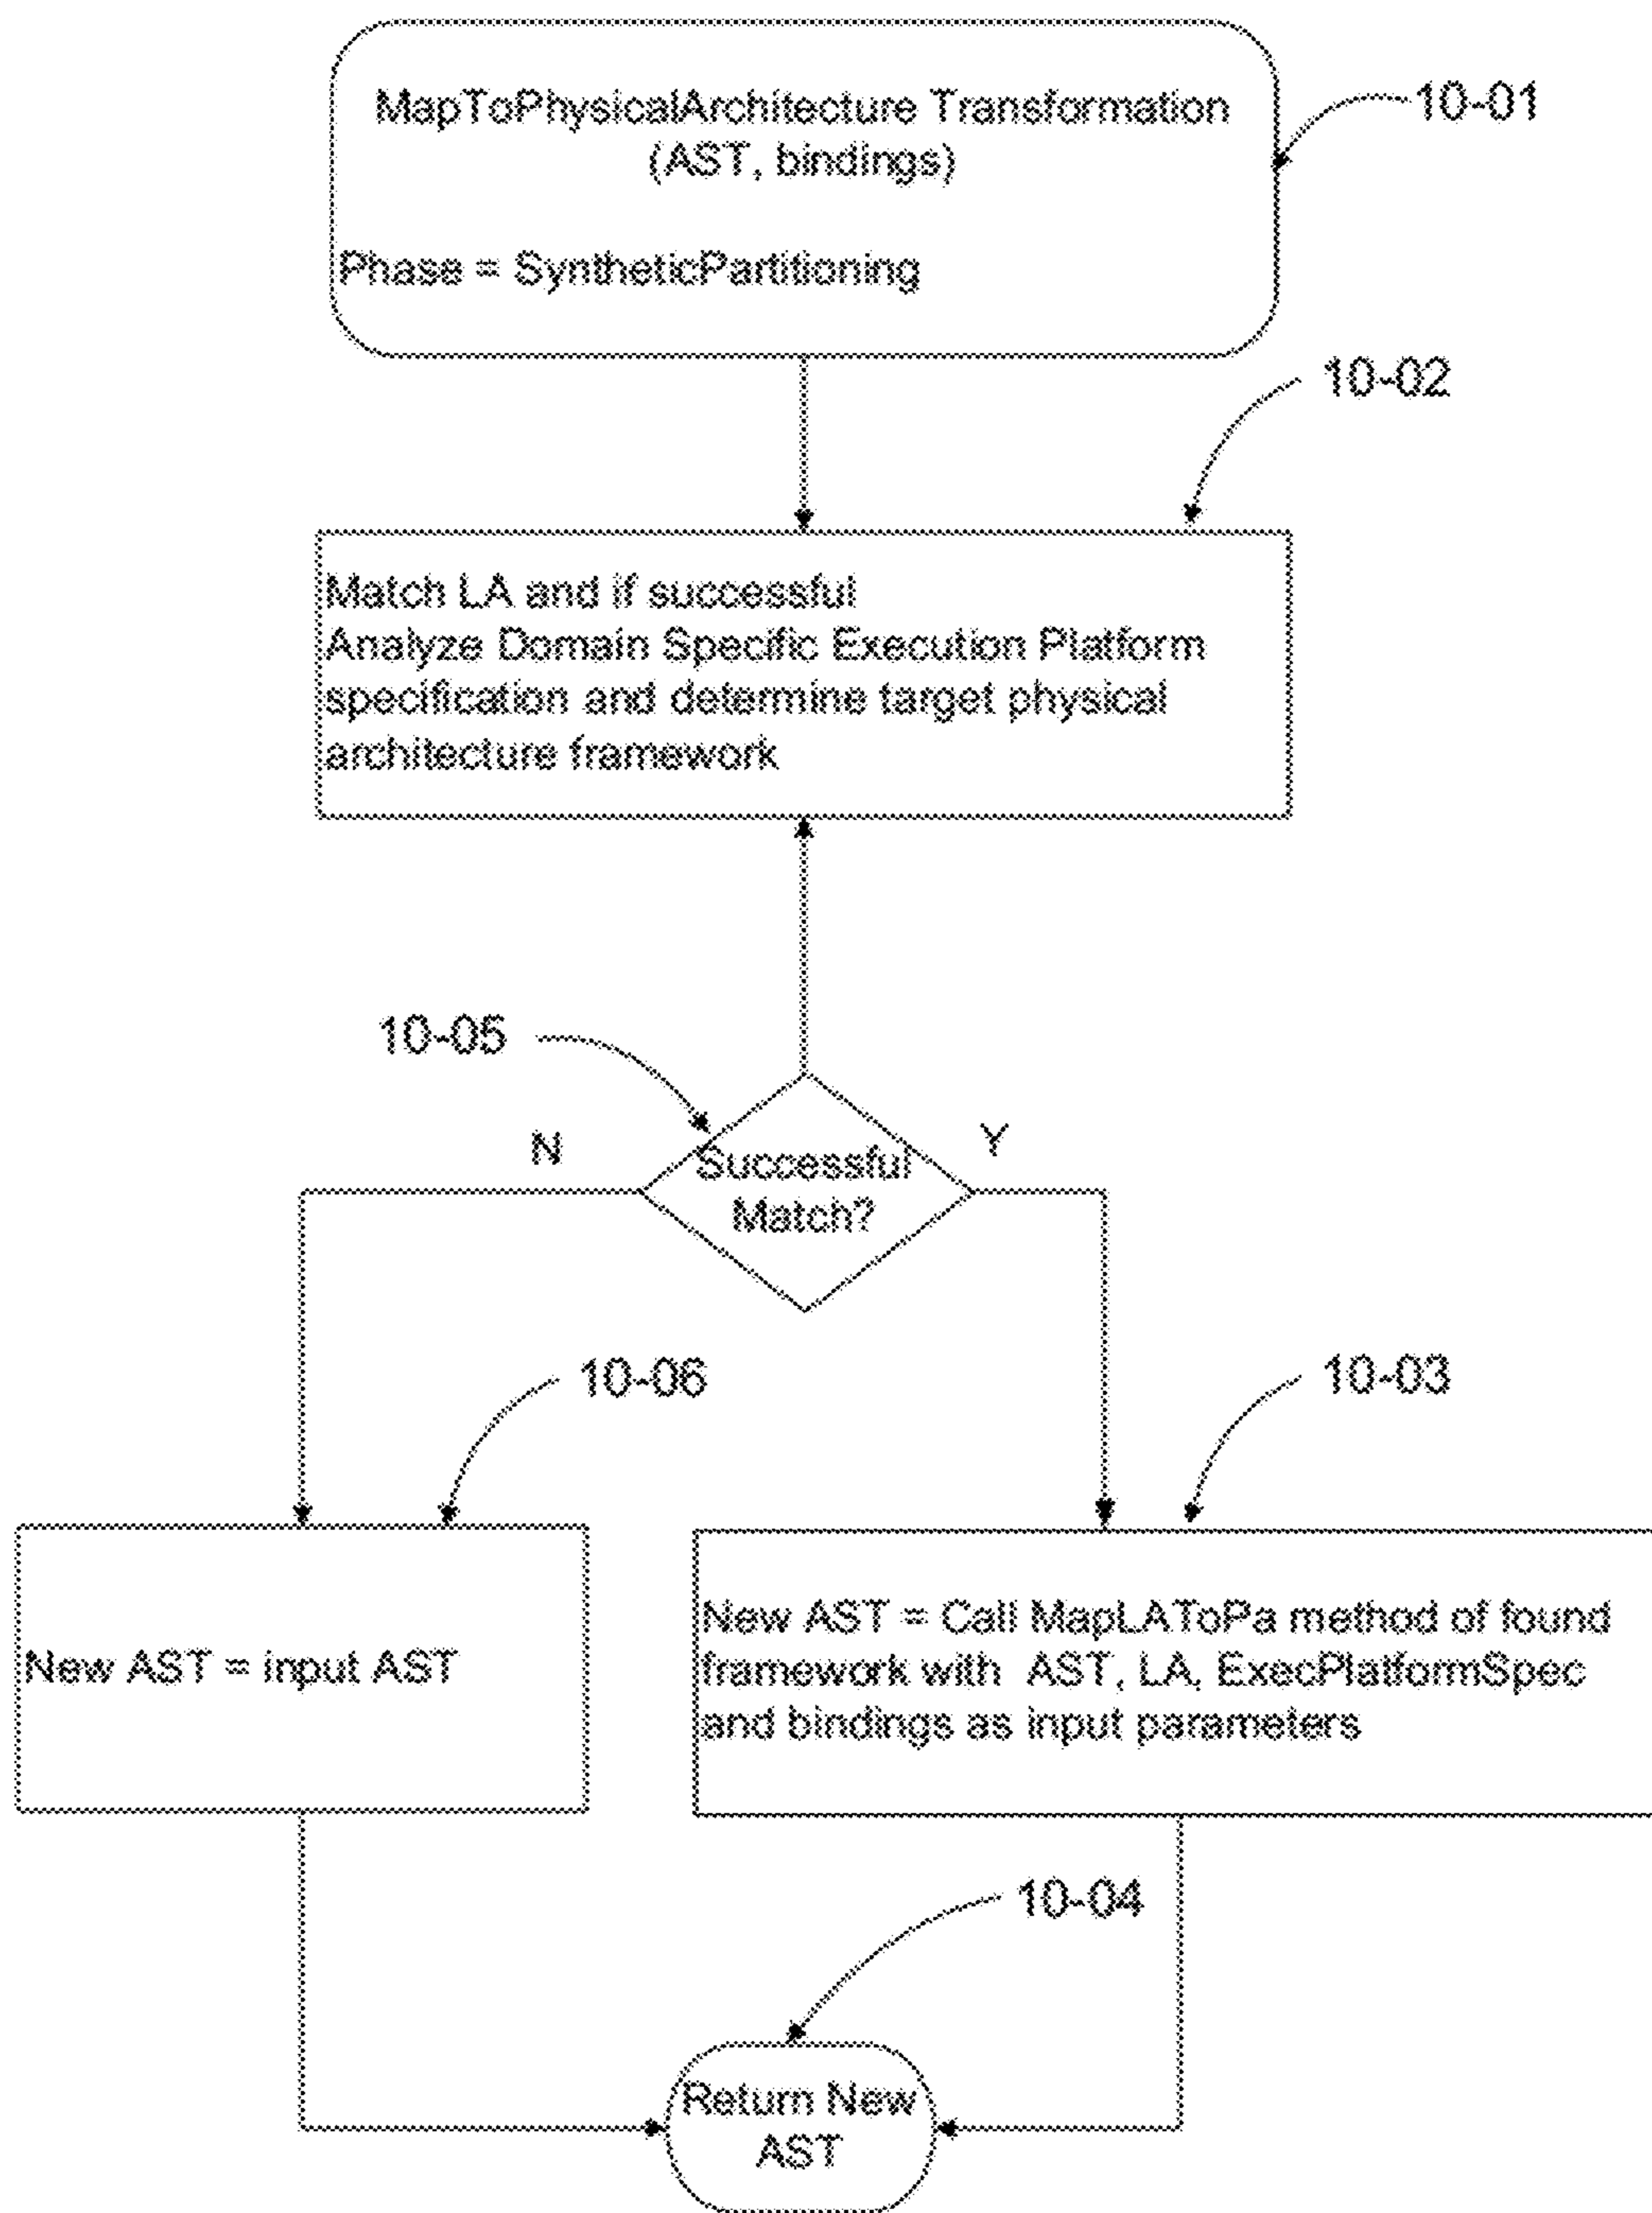 MapToPhysicalArchitecture Transformation
(AST, bindings)
Phase = SyntheticPartitioning
10-01
10-02
Match LA and if successful
Analyze Domain Specific Execution Platform
specification and determine target physical
architecture framework
10-05
N
Y
Successful
Match?
10-06
10-03
New AST = input AST
New AST = Call MapLAToPa method of found
framework with AST, LA, ExecPlatformSpec
and bindings as input parameters
10-04
Return New
AST